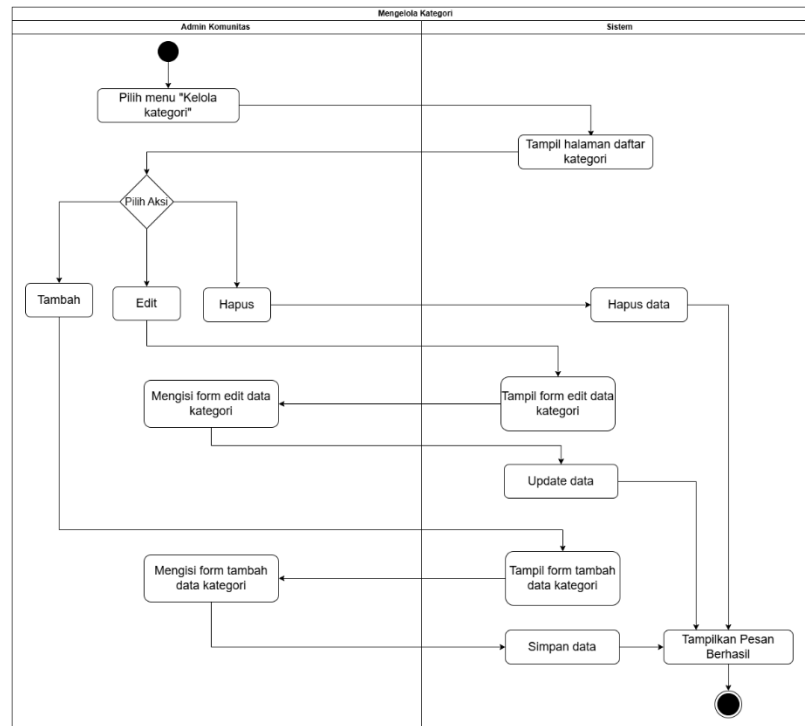 Mengelola Kategori
Admin Komunitas
Sistem
Pilih menu "Kelola
kategori"
Tampil halaman daftar
kategori
Pilih Aksi
Tambah
Edit
Hapus
Hapus data
Mengisi form edit data
kategori
Tampil form edit data
kategori
Update data
Mengisi form tambah
data kategori
Tampil form tambah
data kategori
Simpan data
Tampilkan Pesan
Berhasil